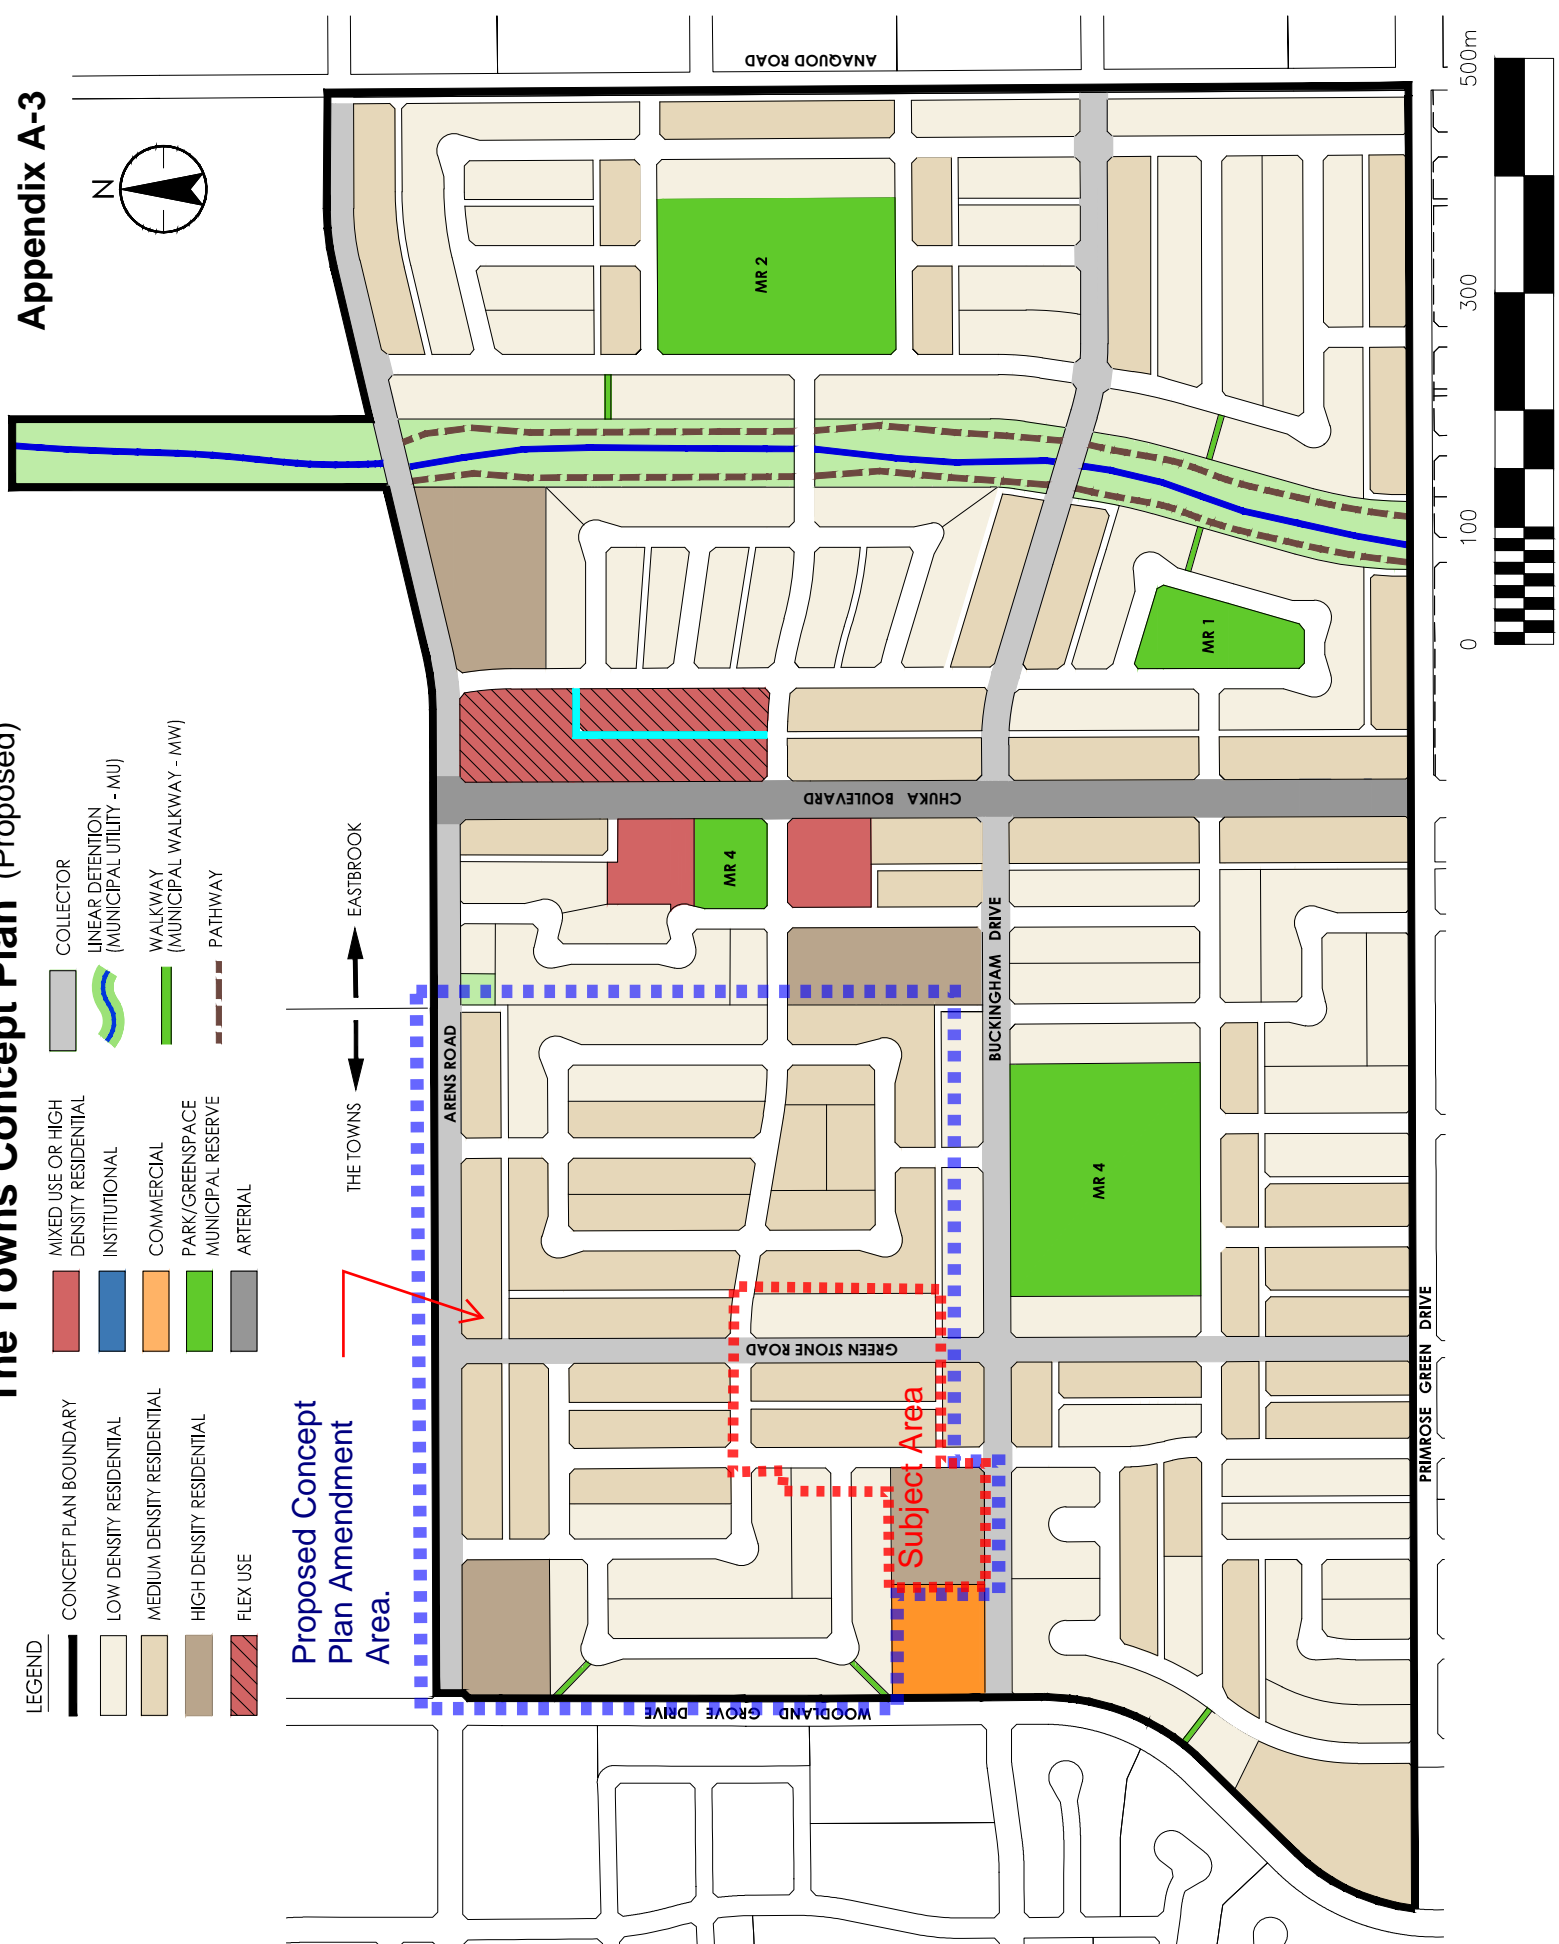 Appendix A-3
The Towns Concept Plan (Proposed)
N
LEGEND
CONCEPT PLAN BOUNDARY
LOW DENSITY RESIDENTIAL
MEDIUM DENSITY RESIDENTIAL
HIGH DENSITY RESIDENTIAL
FLEX USE
MIXED USE OR HIGH
DENSITY RESIDENTIAL
INSTITUTIONAL
COMMERCIAL
PARK/GREENSPACE
MUNICIPAL RESERVE
ARTERIAL
COLLECTOR
LINEAR DETENTION
(MUNICIPAL UTILITY - MU)
WALKWAY
(MUNICIPAL WALKWAY - MW)
PATHWAY
THE TOWNS
EASTBROOK
Proposed Concept
Plan Amendment
Area.
ARENS ROAD
WOODLAND GROVE DRIVE
GREEN STONE ROAD
CHUKA BOULEVARD
ANAQUOD ROAD
MR 4
MR 2
Subject Area
BUCKINGHAM DRIVE
MR 4
MR 1
PRIMROSE GREEN DRIVE
0
100
300
500m